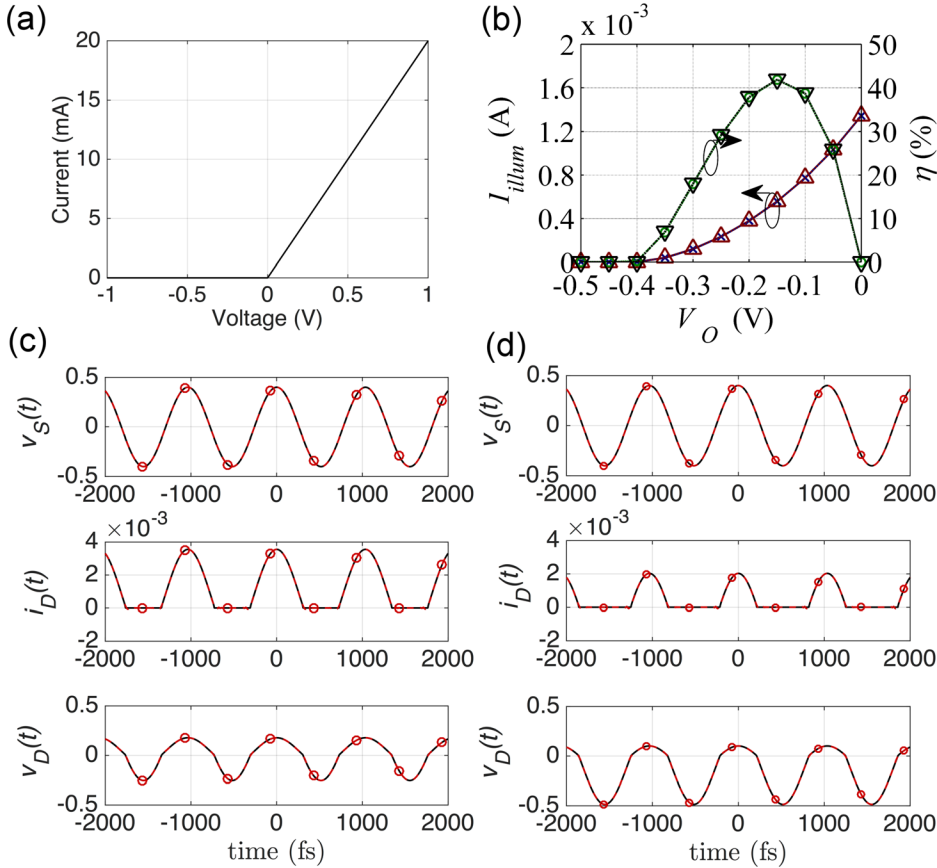 (a)
20
15
10
5
0
Current (mA)
-1 -0.5 0 0.5 1
Voltage (V)
(b)
x 10⁻³
2
1.6
1.2
0.8
0.4
0
I_illum (A)
50
40
30
20
10
0
η (%)
-0.5 -0.4 -0.3 -0.2 -0.1 0
V_O (V)
(c)
0.5
0
-0.5
v_S(t)
-2000 -1000 0 1000 2000
×10⁻³
4
2
0
-2
i_D(t)
-2000 -1000 0 1000 2000
0.5
0
-0.5
v_D(t)
-2000 -1000 0 1000 2000
time (fs)
(d)
0.5
0
-0.5
v_S(t)
-2000 -1000 0 1000 2000
×10⁻³
4
2
0
-2
i_D(t)
-2000 -1000 0 1000 2000
0.5
0
-0.5
v_D(t)
-2000 -1000 0 1000 2000
time (fs)